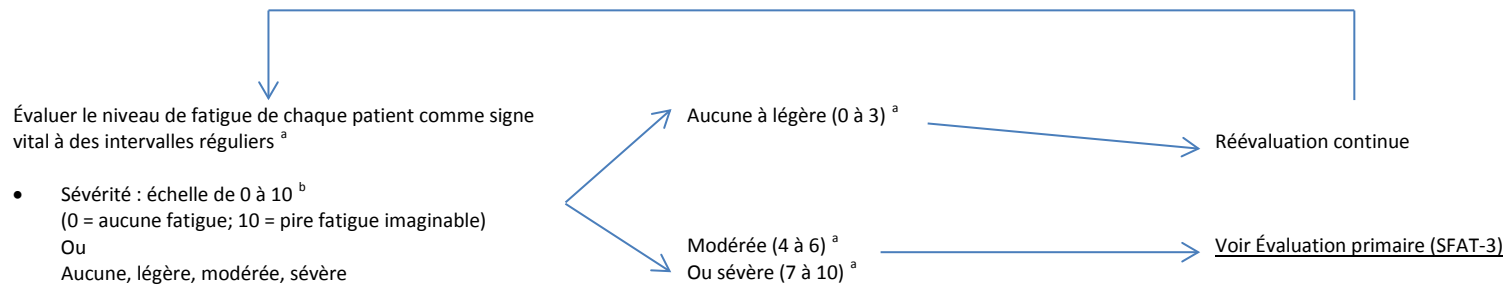 Évaluer le niveau de fatigue de chaque patient comme signe
vital à des intervalles réguliers a
• Sévérité : échelle de 0 à 10 b
(0 = aucune fatigue; 10 = pire fatigue imaginable)
Ou
Aucune, légère, modérée, sévère
Aucune à légère (0 à 3) a
Réévaluation continue
Modérée (4 à 6) a
Ou sévère (7 à 10) a
Voir Évaluation primaire (SFAT-3)